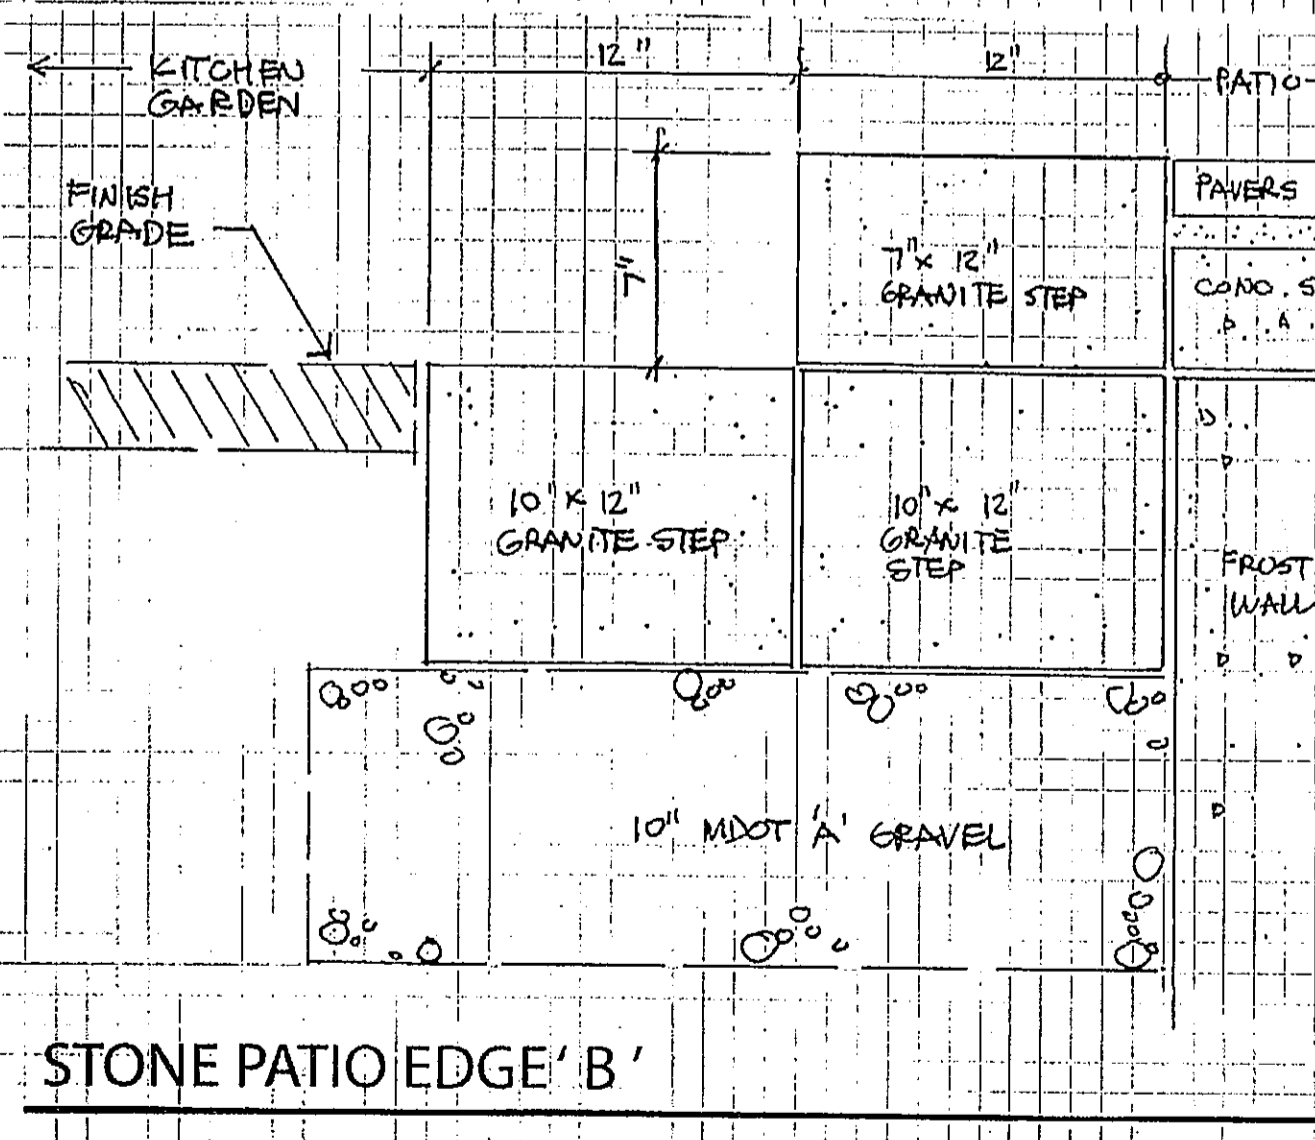 12"
12"
KITCHEN
GARDEN
PATIO
FINISH
GRADE
PAVERS
7"
7" x 12"
GRANITE STEP
CONC. S
10" x 12"
GRANITE STEP
10" x 12"
GRANITE
STEP
FROST
WALL
10" MDOT 'A' GRAVEL
STONE PATIO EDGE 'B'